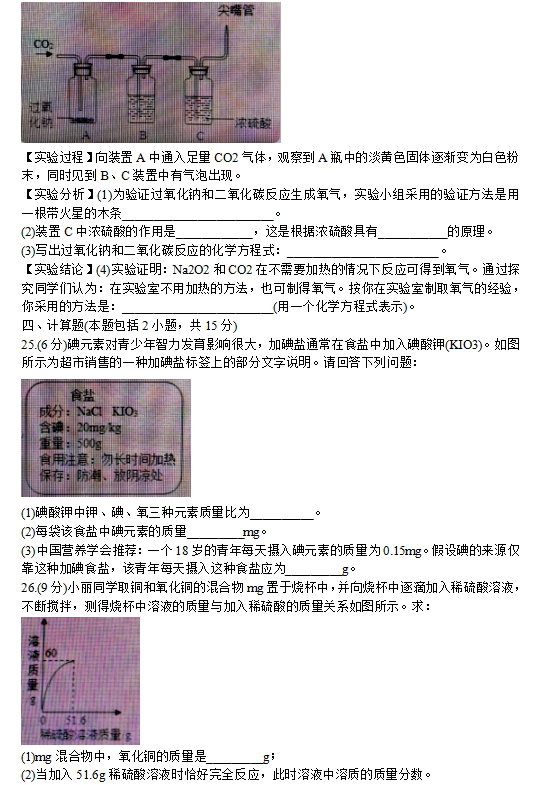 尖嘴管
CO2
过氧
化钠
A
B
C
浓硫酸
【实验过程】向装置A中通入足量CO2气体，观察到A瓶中的淡黄色固体逐渐变为白色粉
末，同时见到B、C装置中有气泡出现。
【实验分析】(1)为验证过氧化钠和二氧化碳反应生成氧气，实验小组采用的验证方法是用
一根带火星的木条____________________。
(2)装置C中浓硫酸的作用是__________，这是根据浓硫酸具有_________的原理。
(3)写出过氧化钠和二氧化碳反应的化学方程式：____________________。
【实验结论】(4)实验证明：Na2O2和CO2在不需要加热的情况下反应可得到氧气。通过探
究同学们认为：在实验室不用加热的方法，也可制得氧气。按你在实验室制取氧气的经验，
你采用的方法是：____________________(用一个化学方程式表示)。
四、计算题(本题包括2小题，共15分)
25.(6分)碘元素对青少年智力发育影响很大，加碘盐通常在食盐中加入碘酸钾(KIO3)。如图
所示为超市销售的一种加碘盐标签上的部分文字说明。请回答下列问题：
食盐
成分：NaCl KIO3
含碘：20mg/kg
重量：500g
食用注意：勿长时间加热
保存：防潮、放阴凉处
(1)碘酸钾中钾、碘、氧三种元素质量比为________。
(2)每袋该食盐中碘元素的质量_______mg。
(3)中国营养学会推荐：一个18岁的青年每天摄入碘元素的质量为0.15mg。假设碘的来源仅
靠这种加碘食盐，该青年每天摄入这种食盐应为_______g。
26.(9分)小丽同学取铜和氧化铜的混合物mg置于烧杯中，并向烧杯中逐滴加入稀硫酸溶液，
不断搅拌，测得烧杯中溶液的质量与加入稀硫酸的质量关系如图所示。求：
溶液质量 g
60
0 51.6
稀硫酸溶液质量 g
(1)mg混合物中，氧化铜的质量是_______g；
(2)当加入51.6g稀硫酸溶液时恰好完全反应，此时溶液中溶质的质量分数。